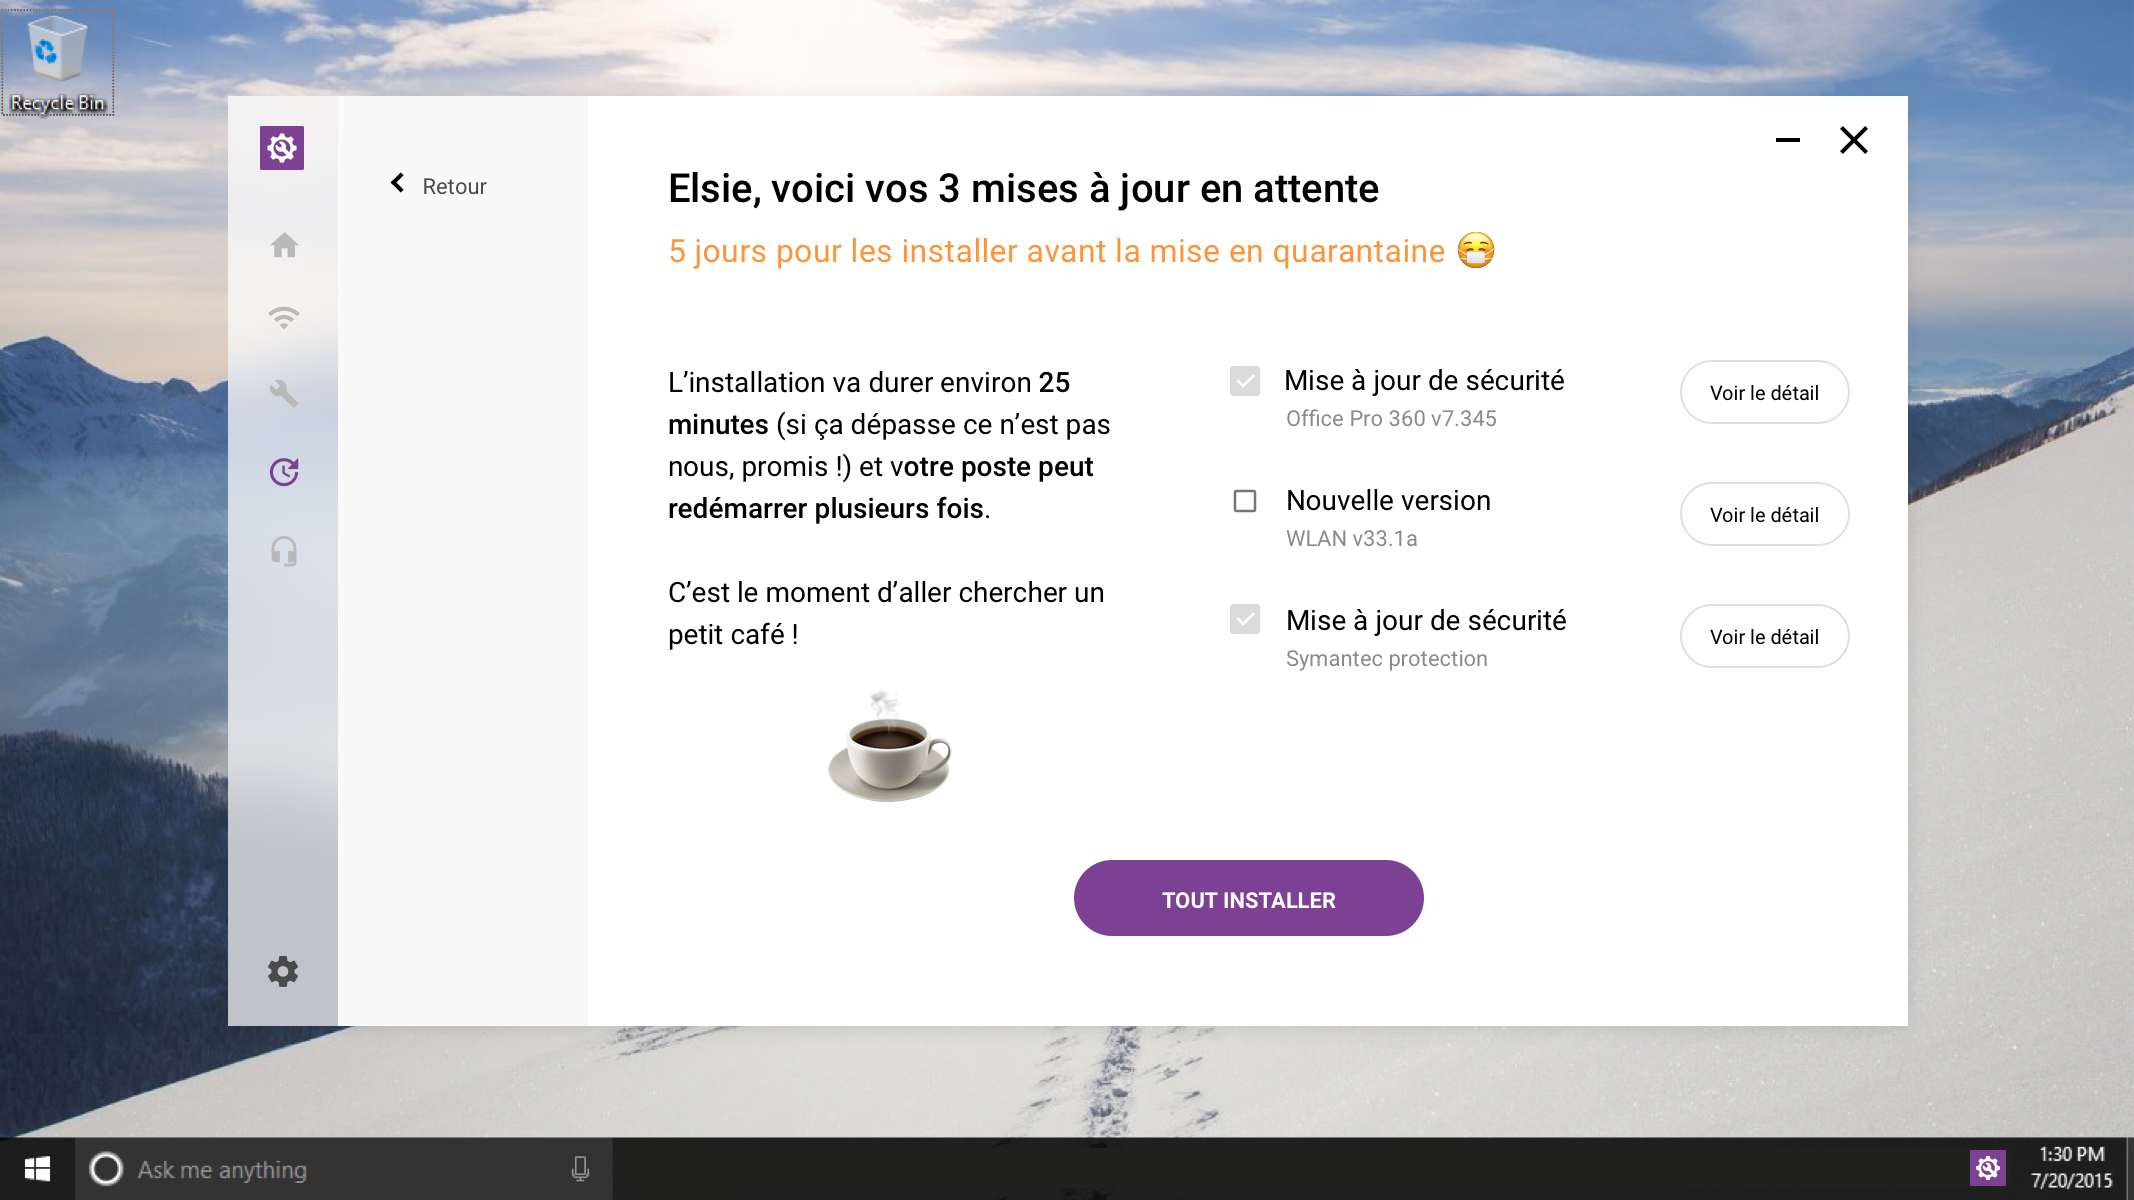 Recycle Bin
Retour
Elsie, voici vos 3 mises à jour en attente
5 jours pour les installer avant la mise en quarantaine
L’installation va durer environ 25
minutes (si ça dépasse ce n’est pas
nous, promis !) et votre poste peut
redémarrer plusieurs fois.
C’est le moment d’aller chercher un
petit café !
Mise à jour de sécurité
Office Pro 360 v7.345
Voir le détail
Nouvelle version
WLAN v33.1a
Voir le détail
Mise à jour de sécurité
Symantec protection
Voir le détail
TOUT INSTALLER
Ask me anything
1:30 PM
7/20/2015